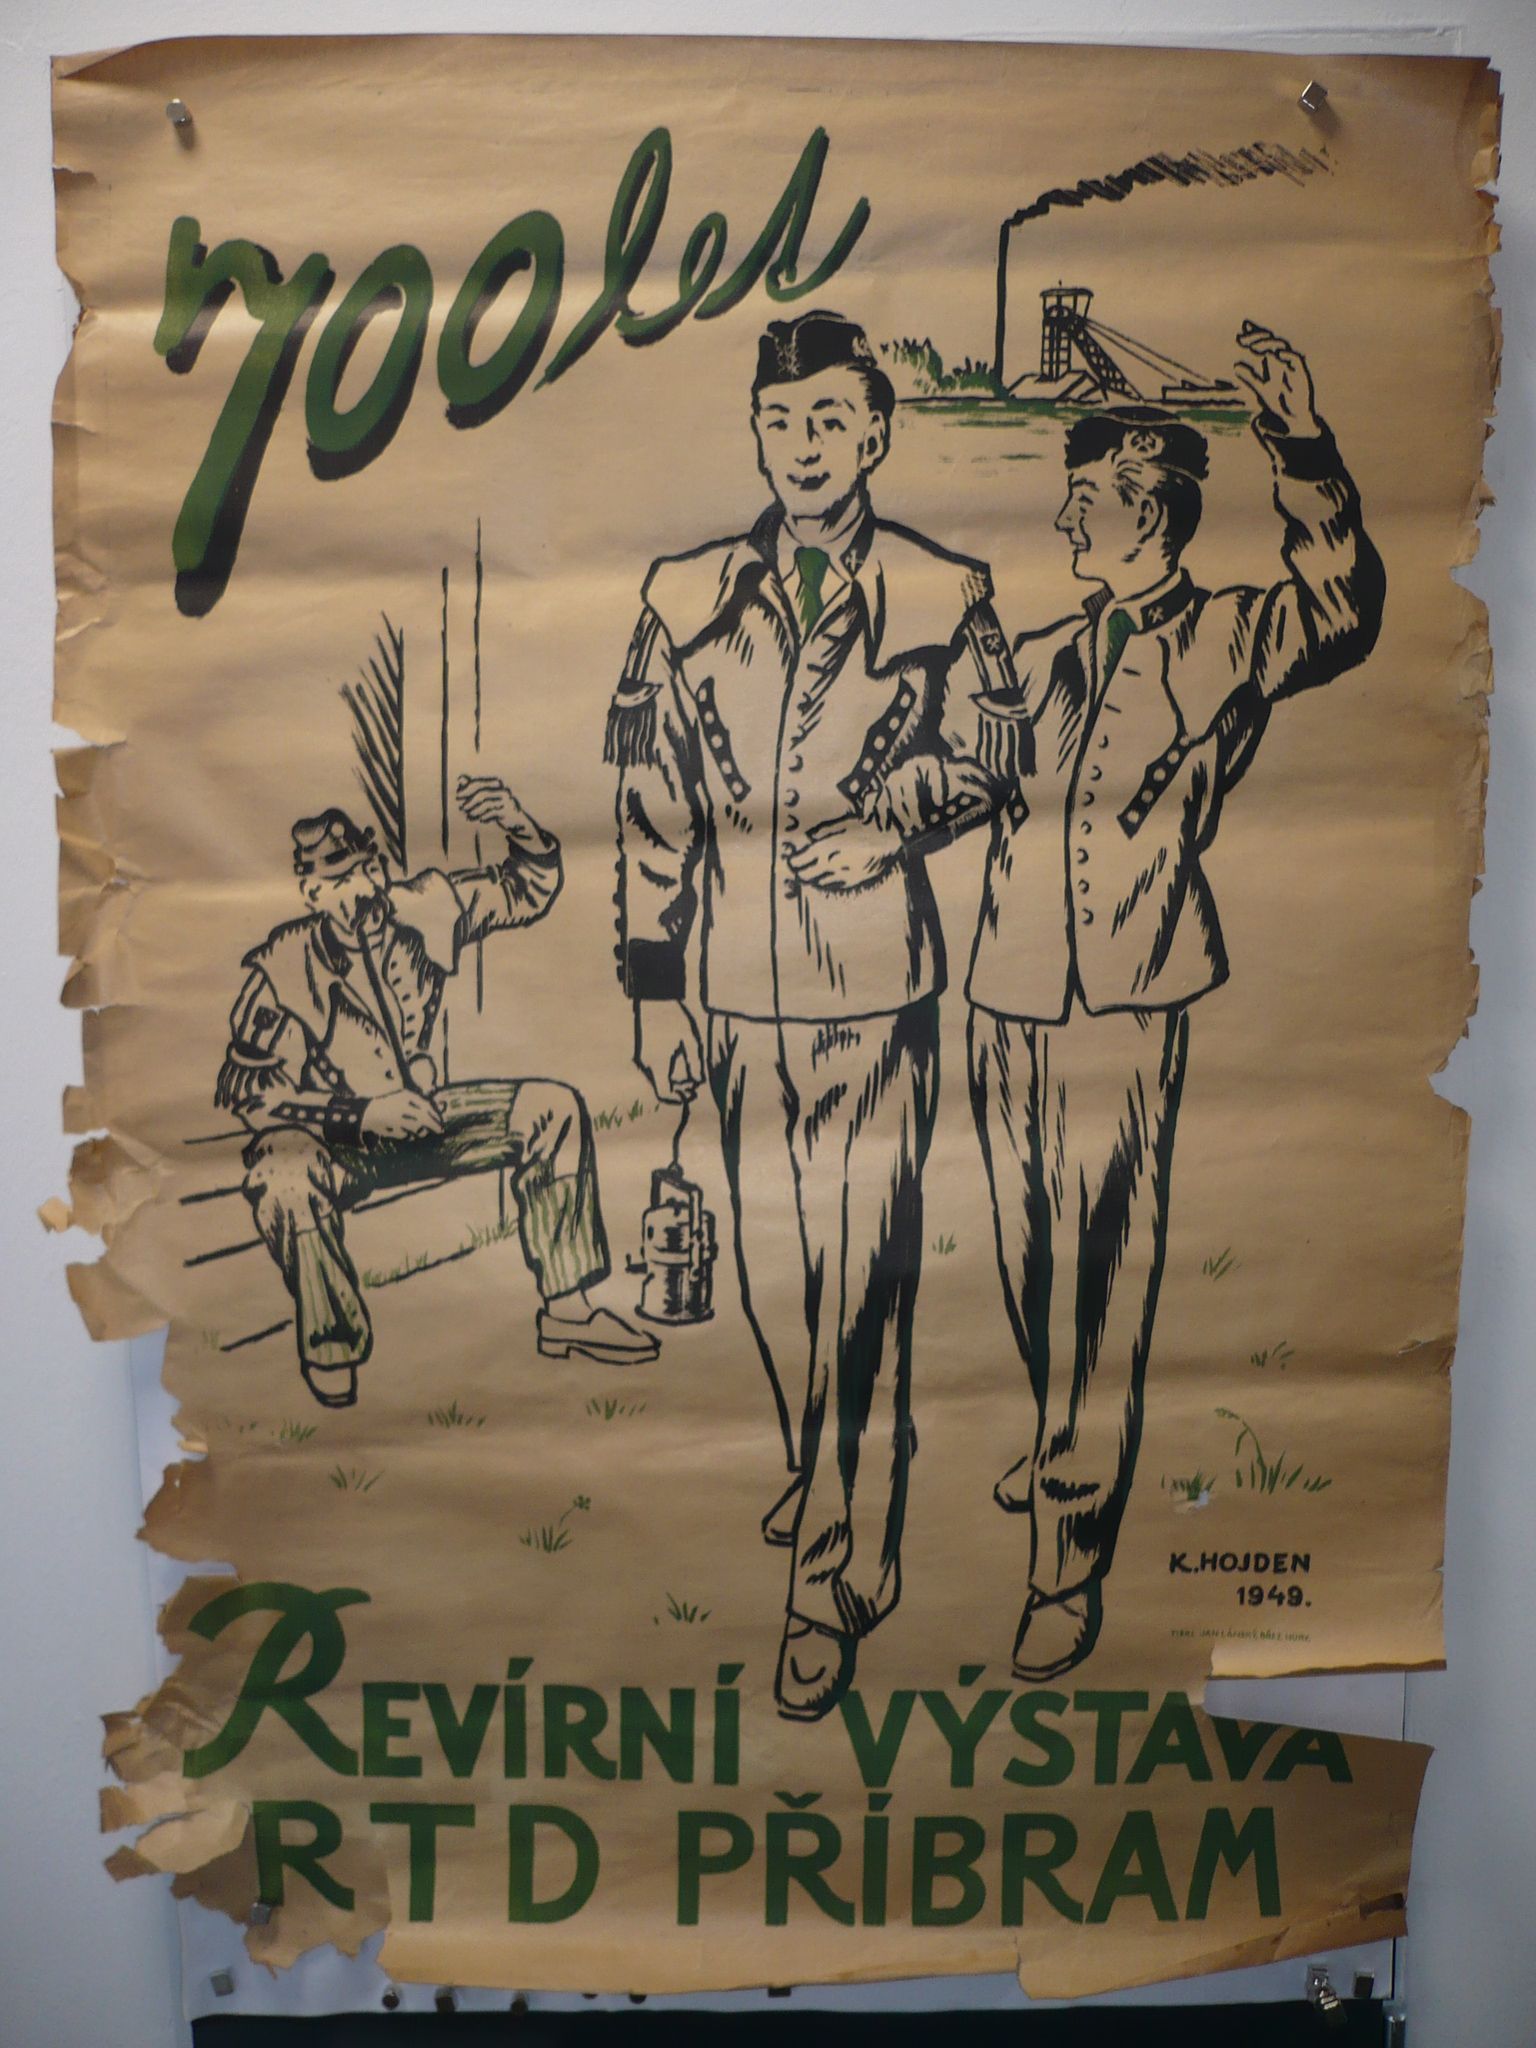 700 let
K. HOJDEN
1949.
REVÍRNÍ VÝSTAVA
RTD PŘÍBRAM